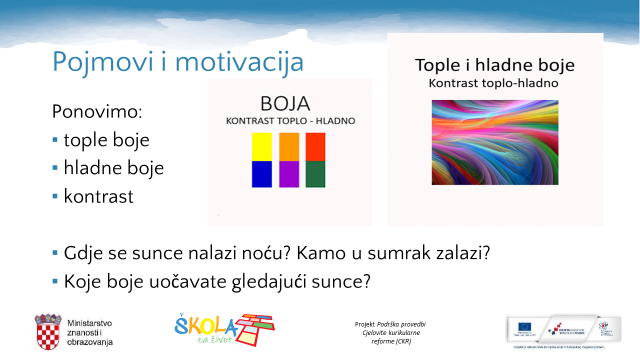 Pojmovi i motivacija
Ponovimo:
▪ tople boje
▪ hladne boje
▪ kontrast
BOJA
KONTRAST TOPLO - HLADNO
Tople i hladne boje
Kontrast toplo-hladno
▪ Gdje se sunce nalazi noću? Kamo u sumrak zalazi?
▪ Koje boje uočavate gledajući sunce?
Ministarstvo
znanosti i
obrazovanja
ŠKOLA
za život
Projekt Podrška provedbi
Cjelovite kurikularne
reforme (CKR)